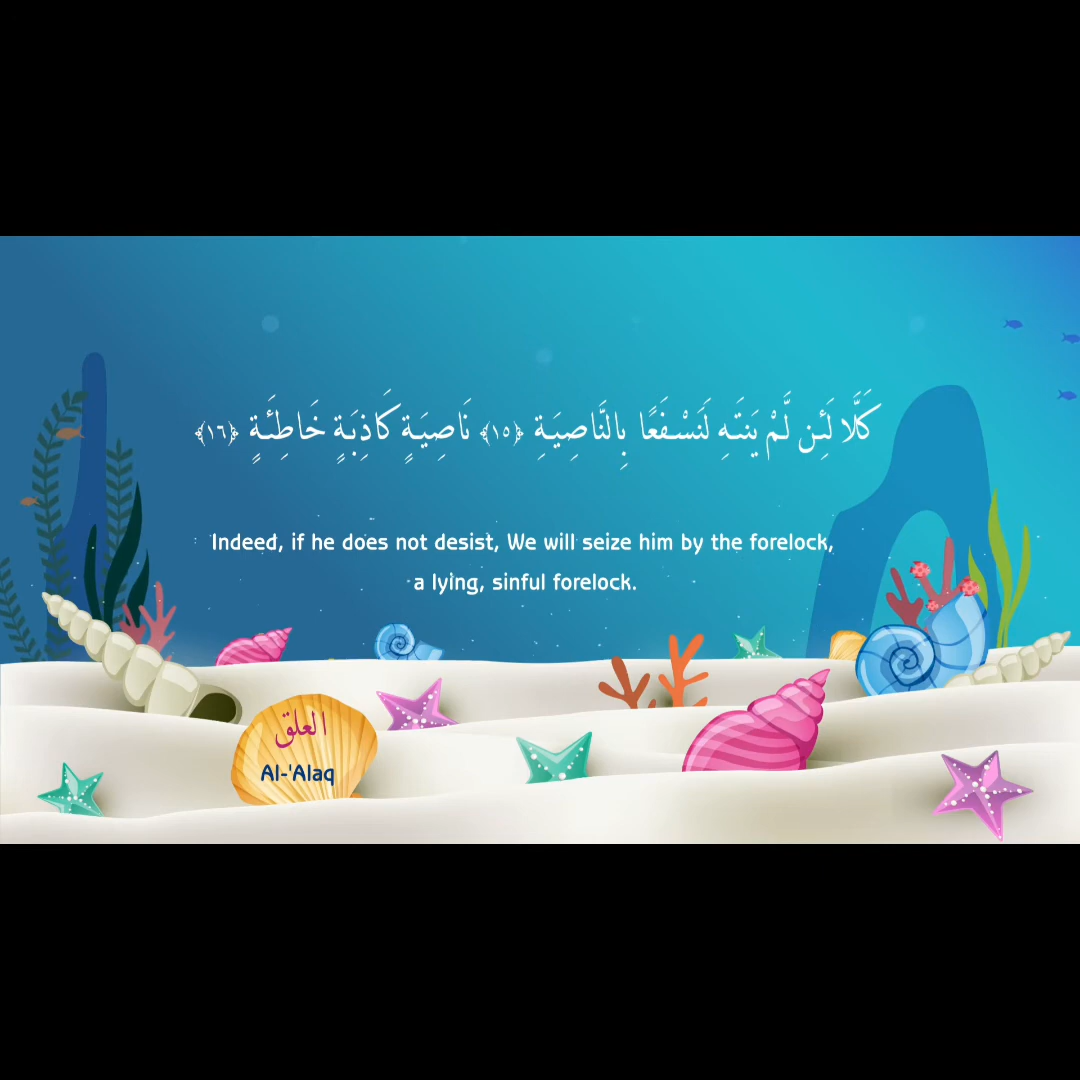 كَلَّا لَئِن لَّمْ يَنتَهِ لَنَسْفَعًا بِالنَّاصِيَةِ ﴿١٥﴾ نَاصِيَةٍ كَاذِبَةٍ خَاطِئَةٍ ﴿١٦﴾
Indeed, if he does not desist, We will seize him by the forelock,
a lying, sinful forelock.
العلق
Al-'Alaq